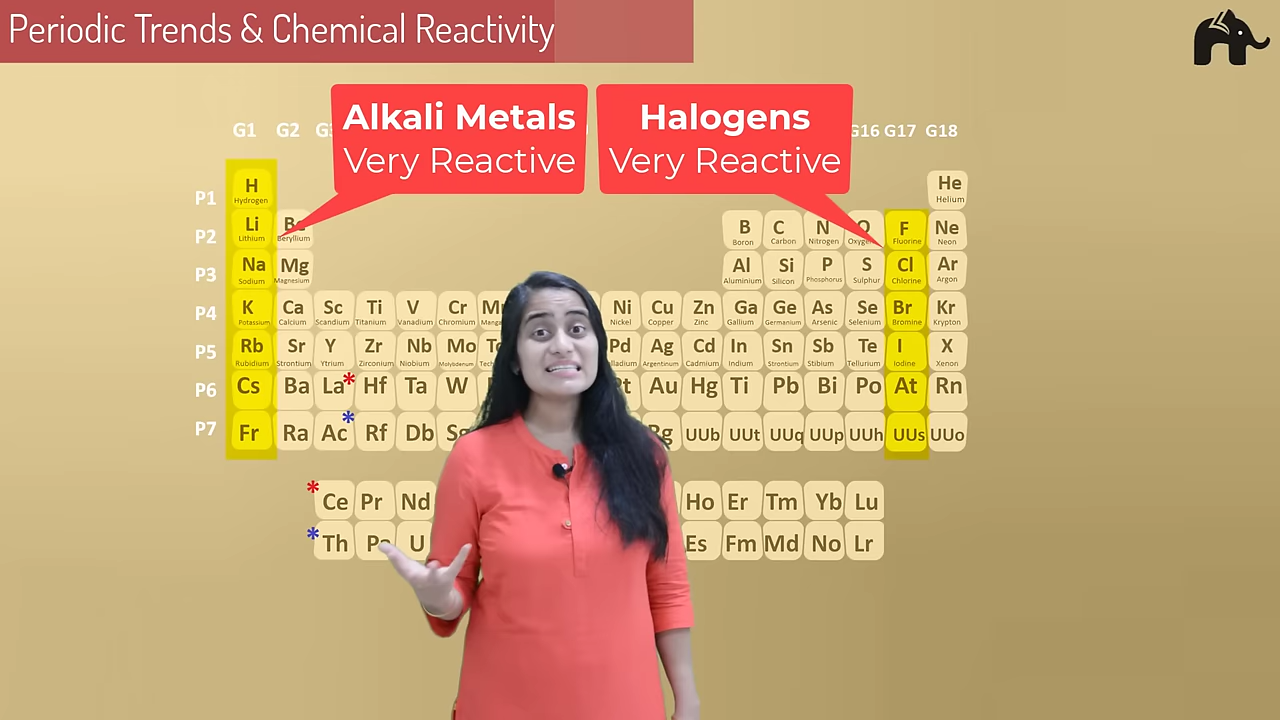 Periodic Trends & Chemical Reactivity
Alkali Metals
Very Reactive
Halogens
Very Reactive
G1 G2 G16 G17 G18
P1 H He
Hydrogen Helium
P2 Li Be B C N O F Ne
Lithium Beryllium Boron Carbon Nitrogen Fluorine Neon
P3 Na Mg Al Si P S Cl Ar
Sodium Magnesium Aluminium Silicon Phosphorus Sulphur Chlorine Argon
P4 K Ca Sc Ti V Cr Ni Cu Zn Ga Ge As Se Br Kr
Potassium Calcium Scandium Titanium Vanadium Chromium Nickel Copper Zinc Gallium Germanium Arsenic Selenium Bromine Krypton
P5 Rb Sr Y Zr Nb Mo Pd Ag Cd In Sn Sb Te I X
Rubidium Strontium Ytrium Zirconium Niobium Molybdenum Argentinum Cadmium Indium Strontium Stibium Tellurium Iodine Xenon
P6 Cs Ba La* Hf Ta W Au Hg Ti Pb Bi Po At Rn
P7 Fr Ra Ac* Rf Db UUb UUt UUq UUp UUh UUs UUo
* Ce Pr Nd Ho Er Tm Yb Lu
* Th Pa U Es Fm Md No Lr